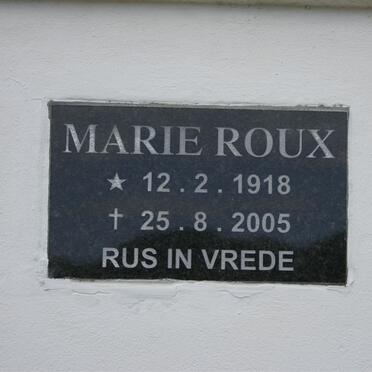 MARIE ROUX
★ 12 . 2 . 1918
† 25 . 8 . 2005
RUS IN VREDE